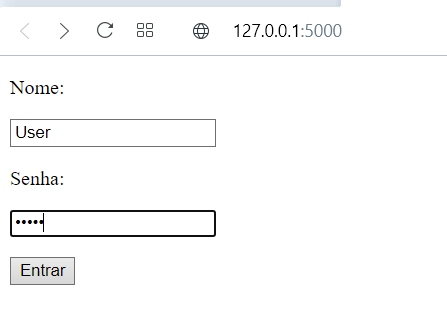 127.0.0.1:5000
Nome:
User
Senha:
•••••
Entrar